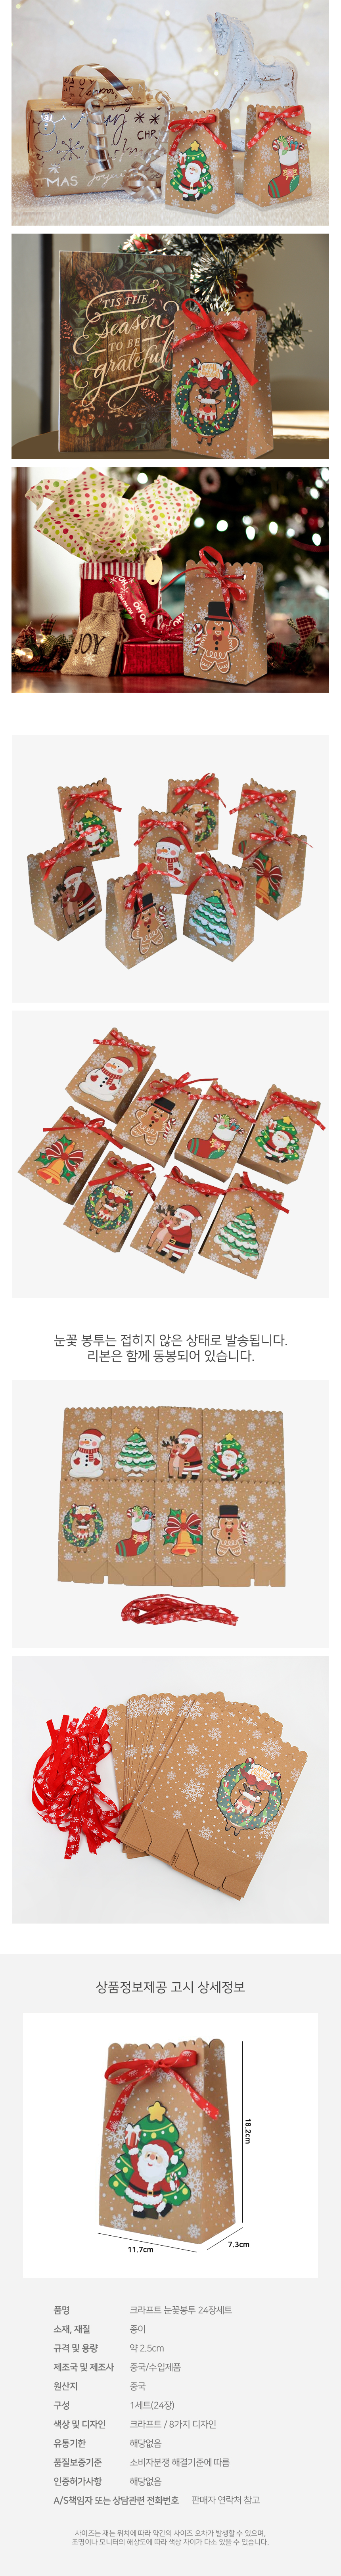 JOY
CHR
MAS
joy
'TIS THE
season
TO BE
grateful
JOY
눈꽃 봉투는 접히지 않은 상태로 발송됩니다.
리본은 함께 동봉되어 있습니다.
상품정보제공 고시 상세정보
18.2cm
7.3cm
11.7cm
품명 크라프트 눈꽃봉투 24장세트
소재, 재질 종이
규격 및 용량 약 2.5cm
제조국 및 제조사 중국/수입제품
원산지 중국
구성 1세트(24장)
색상 및 디자인 크라프트 / 8가지 디자인
유통기한 해당없음
품질보증기준 소비자분쟁 해결기준에 따름
인증허가사항 해당없음
A/S책임자 또는 상담관련 전화번호 판매자 연락처 참고
사이즈는 재는 위치에 따라 약간의 사이즈 오차가 발생할 수 있으며,
조명이나 모니터의 해상도에 따라 색상 차이가 다소 있을 수 있습니다.